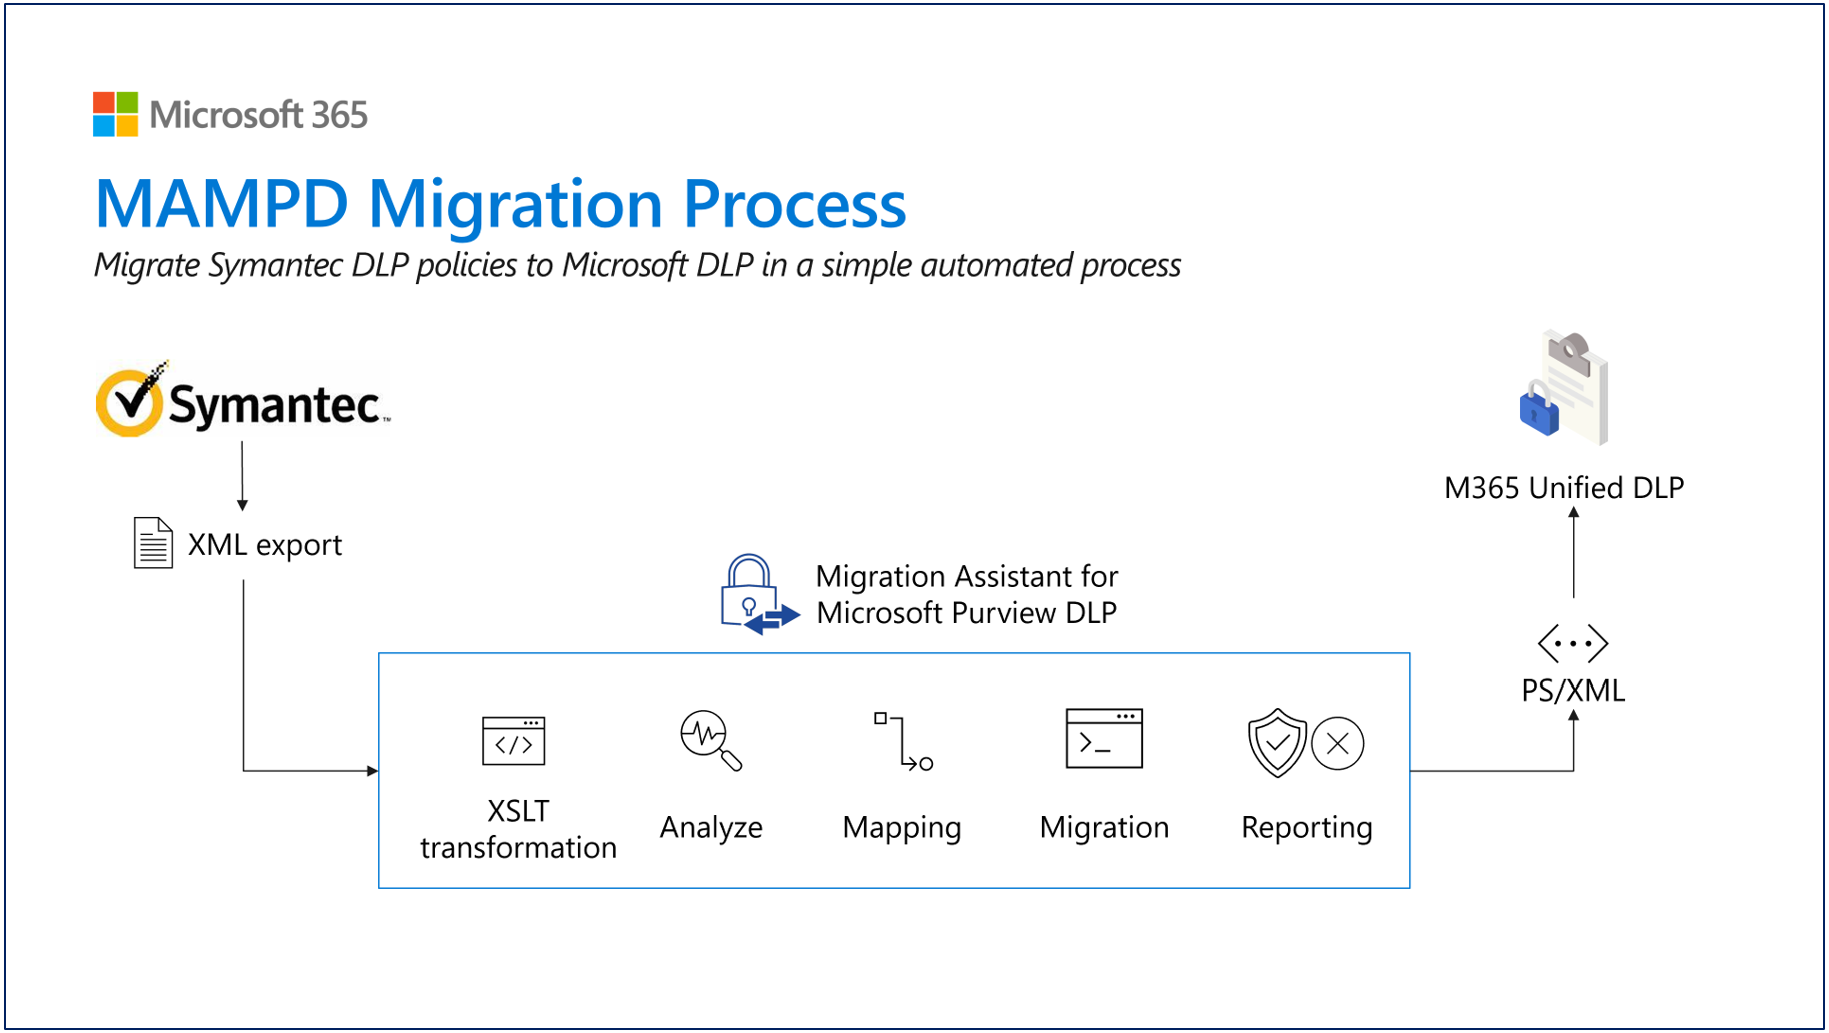 Microsoft 365
MAMPD Migration Process
Migrate Symantec DLP policies to Microsoft DLP in a simple automated process
Symantec™
XML export
M365 Unified DLP
Migration Assistant for
Microsoft Purview DLP
PS/XML
XSLT
transformation
Analyze
Mapping
Migration
Reporting